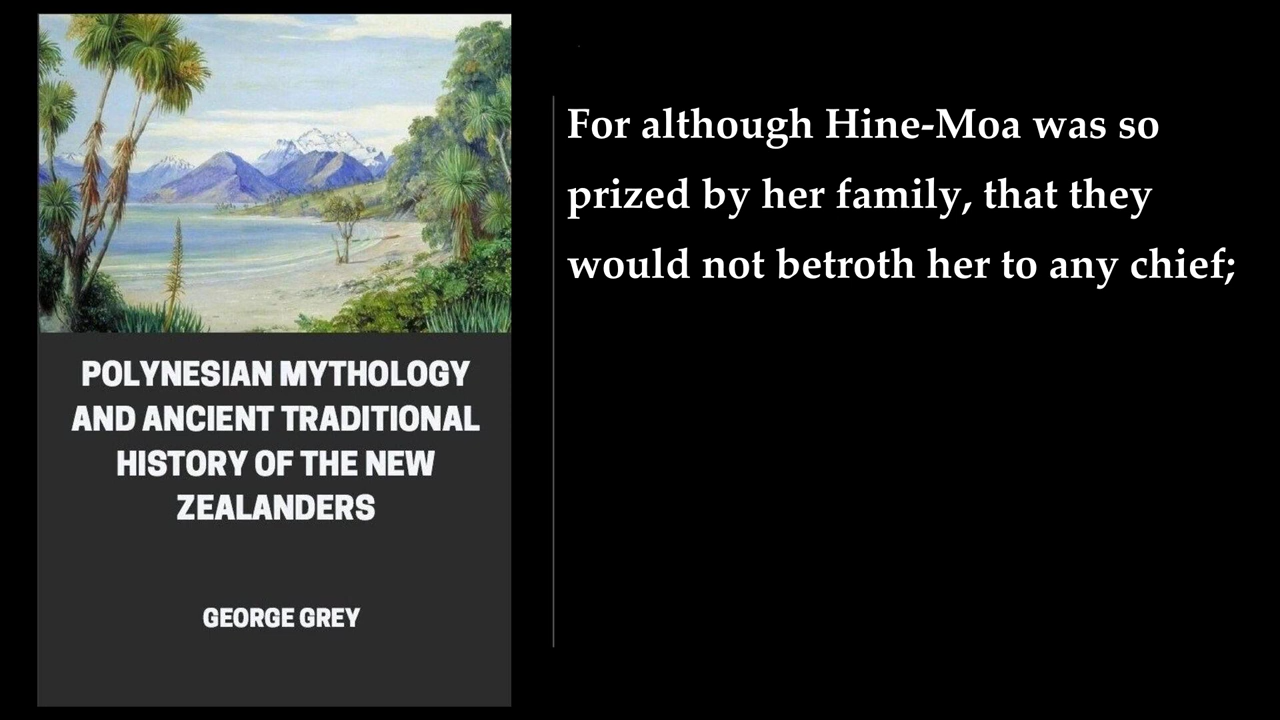 POLYNESIAN MYTHOLOGY
AND ANCIENT TRADITIONAL
HISTORY OF THE NEW
ZEALANDERS
GEORGE GREY
For although Hine-Moa was so
prized by her family, that they
would not betroth her to any chief;